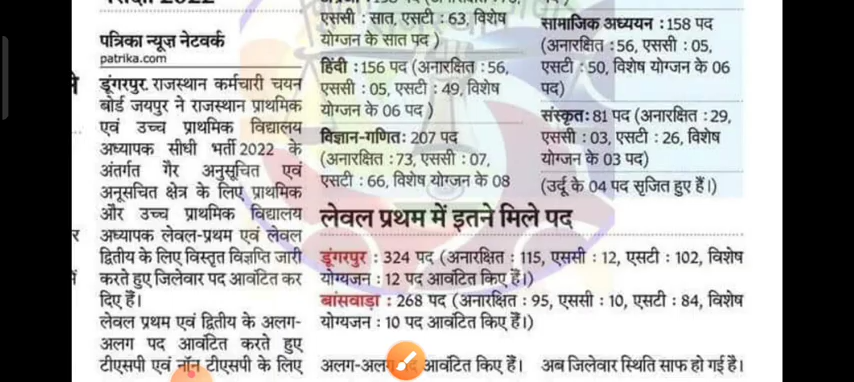 2022
पत्रिका न्यूज़ नेटवर्क
patrika.com
डूंगरपुर. राजस्थान कर्मचारी चयन
बोर्ड जयपुर ने राजस्थान प्राथमिक
एवं उच्च प्राथमिक विद्यालय
अध्यापक सीधी भर्ती 2022 के
अंतर्गत गैर अनुसूचित एवं
अनूसचित क्षेत्र के लिए प्राथमिक
और उच्च प्राथमिक विद्यालय
अध्यापक लेवल-प्रथम एवं लेवल
द्वितीय के लिए विस्तृत विज्ञप्ति जारी
करते हुए जिलेवार पद आवंटित कर
दिए हैं।
लेवल प्रथम एवं द्वितीय के अलग-
अलग पद आवंटित करते हुए
टीएसपी एवं नॉन टीएसपी के लिए
एससी : सात, एसटी : 63, विशेष
योग्जन के सात पद )
हिंदी : 156 पद (अनारक्षित : 56,
एससी : 05, एसटी : 49, विशेष
योग्जन के 06 पद )
विज्ञान-गणित: 207 पद
(अनारक्षित : 73, एससी : 07,
एसटी : 66, विशेष योग्जन के 08
सामाजिक अध्ययन : 158 पद
(अनारक्षित : 56, एससी : 05,
एसटी : 50, विशेष योग्जन के 06
पद)
संस्कृत: 81 पद (अनारक्षित : 29,
एससी : 03, एसटी : 26, विशेष
योग्जन के 03 पद)
(उर्दू के 04 पद सृजित हुए हैं।)
लेवल प्रथम में इतने मिले पद
डूंगरपुर : 324 पद (अनारक्षित : 115, एससी : 12, एसटी : 102, विशेष
योग्यजन : 12 पद आवंटित किए हैं।)
बांसवाड़ा : 268 पद (अनारक्षित : 95, एससी : 10, एसटी : 84, विशेष
योग्यजन : 10 पद आवंटित किए हैं।)
अलग-अलग आवंटित किए हैं। अब जिलेवार स्थिति साफ हो गई है।